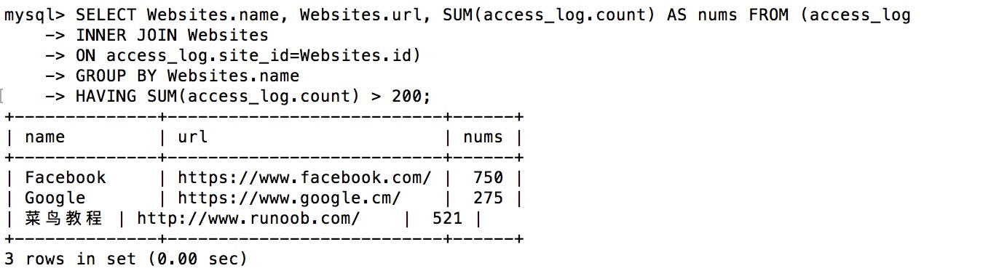 mysql> SELECT Websites.name, Websites.url, SUM(access_log.count) AS nums FROM (access_log
    -> INNER JOIN Websites
    -> ON access_log.site_id=Websites.id)
    -> GROUP BY Websites.name
    -> HAVING SUM(access_log.count) > 200;
+--------------+---------------------------+------+
| name         | url                       | nums |
+--------------+---------------------------+------+
| Facebook     | https://www.facebook.com/ |  750 |
| Google       | https://www.google.cm/    |  275 |
| 菜鸟教程 | http://www.runoob.com/    |  521 |
+--------------+---------------------------+------+
3 rows in set (0.00 sec)